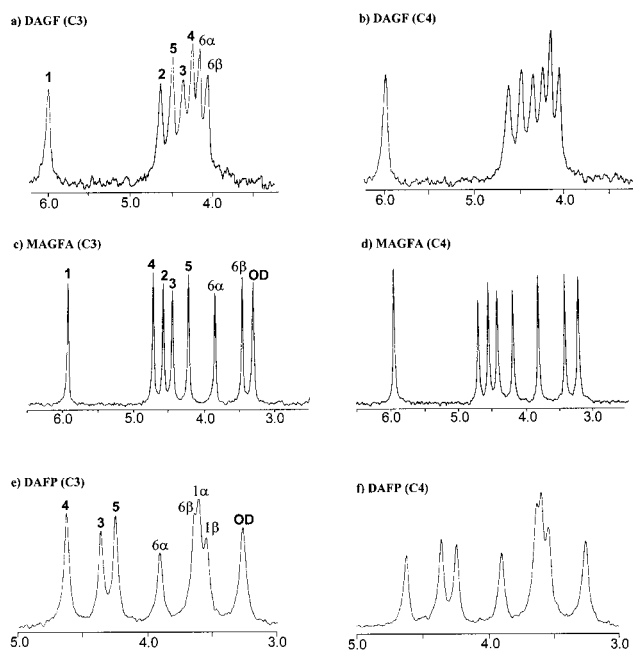 a) DAGF (C3)
b) DAGF (C4)
1
2
5
3
4
6α
6β
6.0 5.0 4.0
6.0 5.0 4.0
c) MAGFA (C3)
d) MAGFA (C4)
1
4
2
3
5
6α
6β
OD
6.0 5.0 4.0 3.0
6.0 5.0 4.0 3.0
e) DAFP (C3)
f) DAFP (C4)
4
3
5
6α
6β
1α
1β
OD
5.0 4.0 3.0
5.0 4.0 3.0